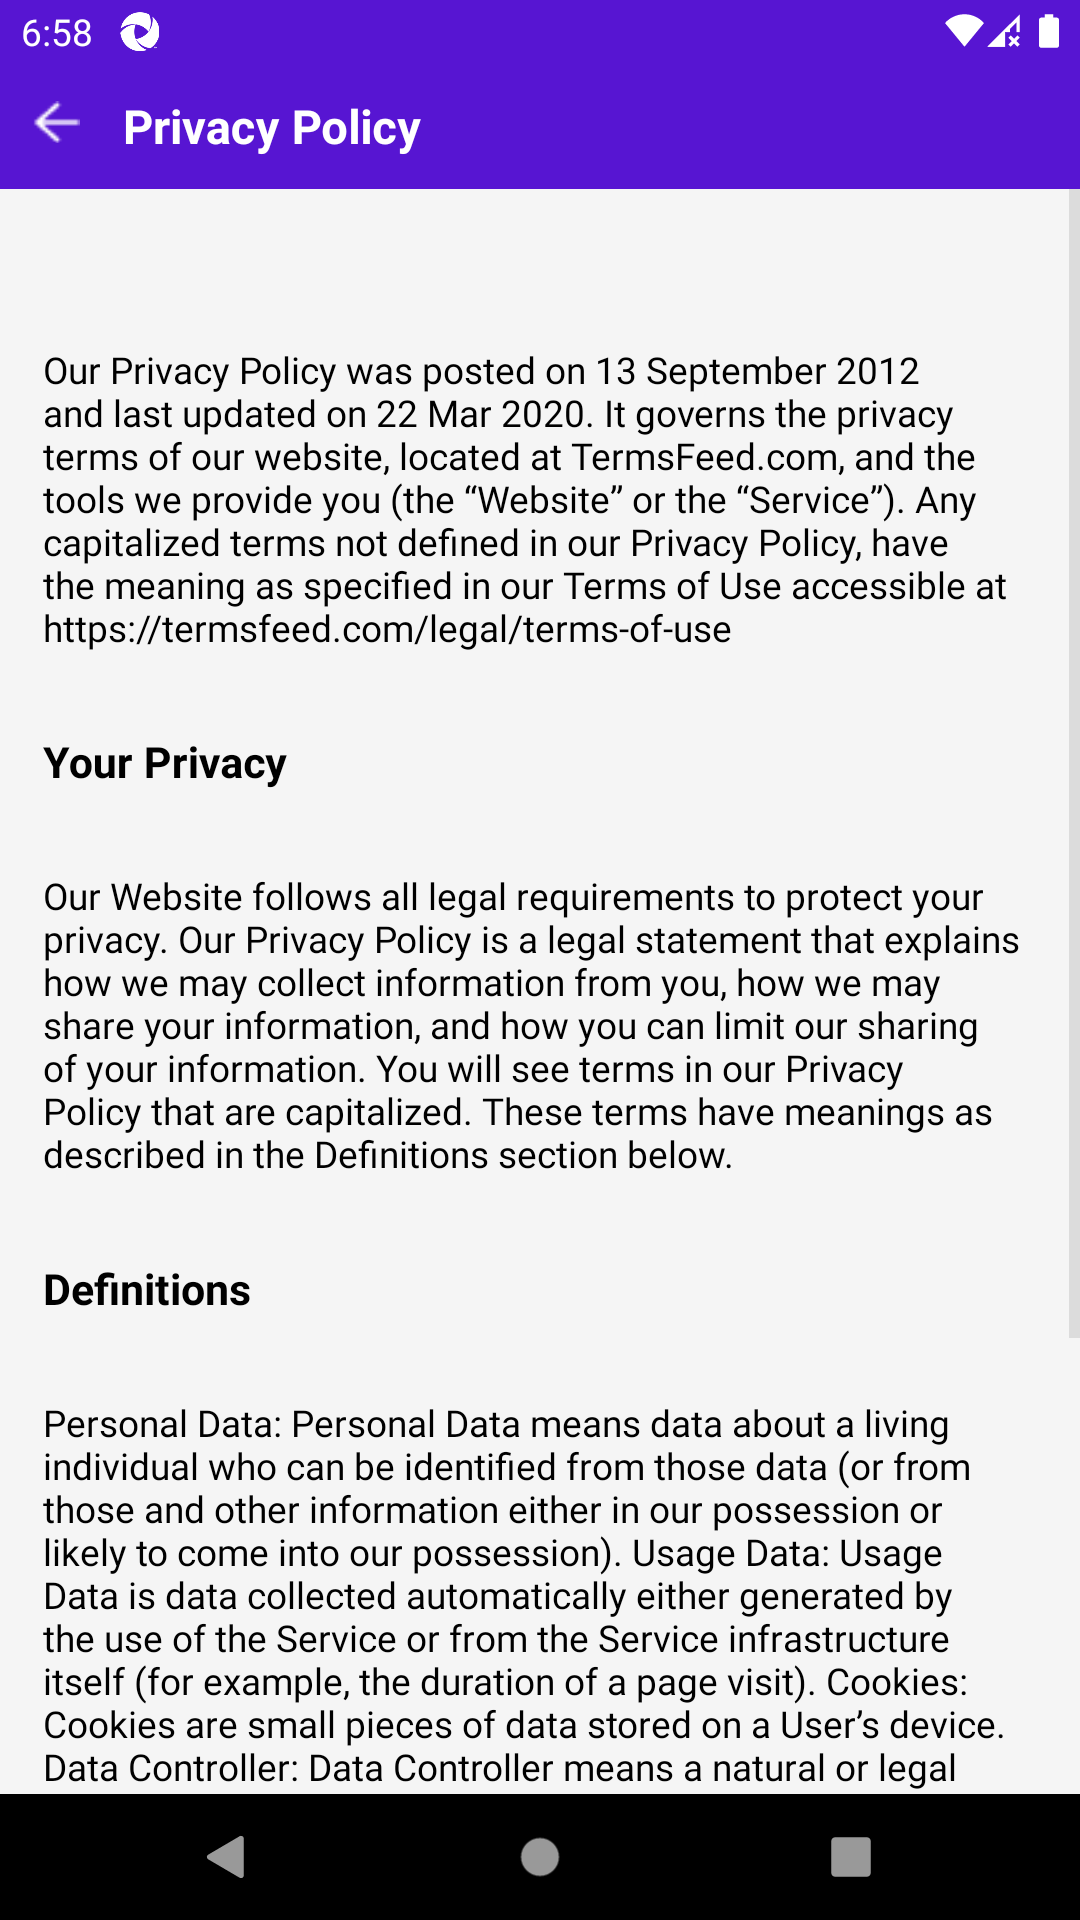 6:58
Privacy Policy
Our Privacy Policy was posted on 13 September 2012
and last updated on 22 Mar 2020. It governs the privacy
terms of our website, located at TermsFeed.com, and the
tools we provide you (the “Website” or the “Service”). Any
capitalized terms not defined in our Privacy Policy, have
the meaning as specified in our Terms of Use accessible at
https://termsfeed.com/legal/terms-of-use
Your Privacy
Our Website follows all legal requirements to protect your
privacy. Our Privacy Policy is a legal statement that explains
how we may collect information from you, how we may
share your information, and how you can limit our sharing
of your information. You will see terms in our Privacy
Policy that are capitalized. These terms have meanings as
described in the Definitions section below.
Definitions
Personal Data: Personal Data means data about a living
individual who can be identified from those data (or from
those and other information either in our possession or
likely to come into our possession). Usage Data: Usage
Data is data collected automatically either generated by
the use of the Service or from the Service infrastructure
itself (for example, the duration of a page visit). Cookies:
Cookies are small pieces of data stored on a User’s device.
Data Controller: Data Controller means a natural or legal